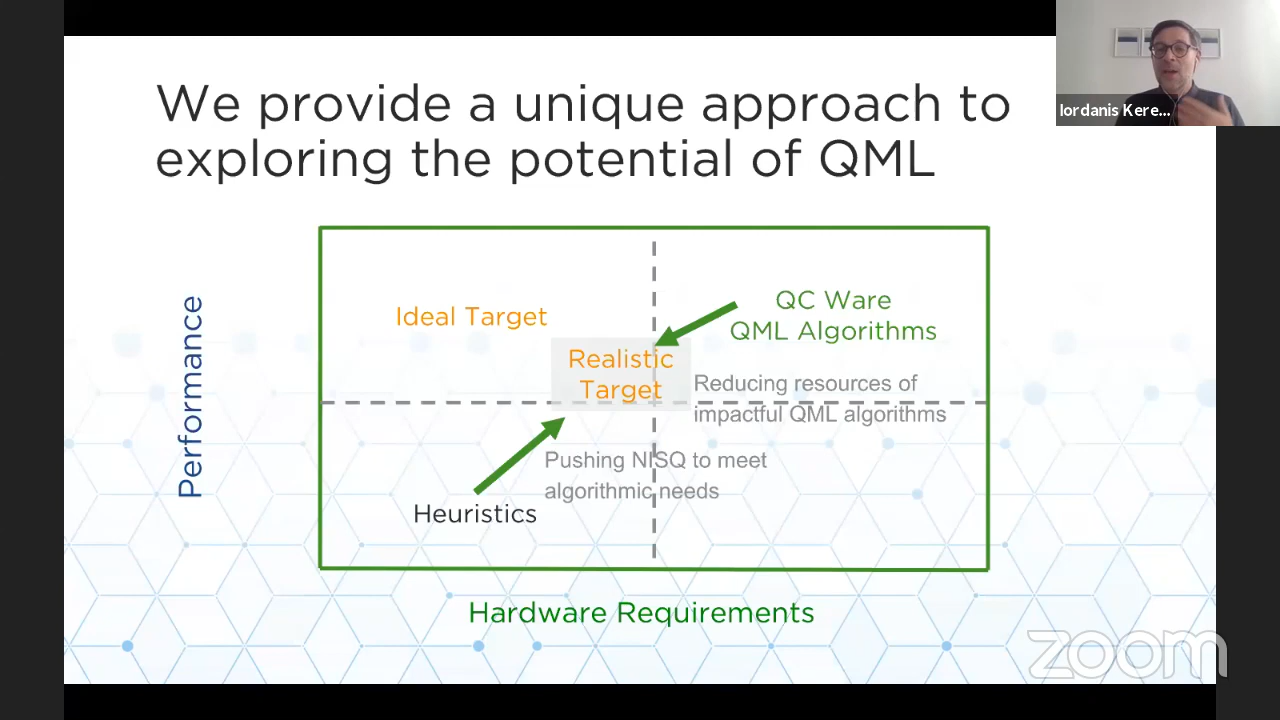 We provide a unique approach to
exploring the potential of QML
Iordanis Kere...
Performance
Ideal Target
QC Ware
QML Algorithms
Realistic
Target
Reducing resources of
impactful QML algorithms
Pushing NISQ to meet
algorithmic needs
Heuristics
Hardware Requirements
zoom